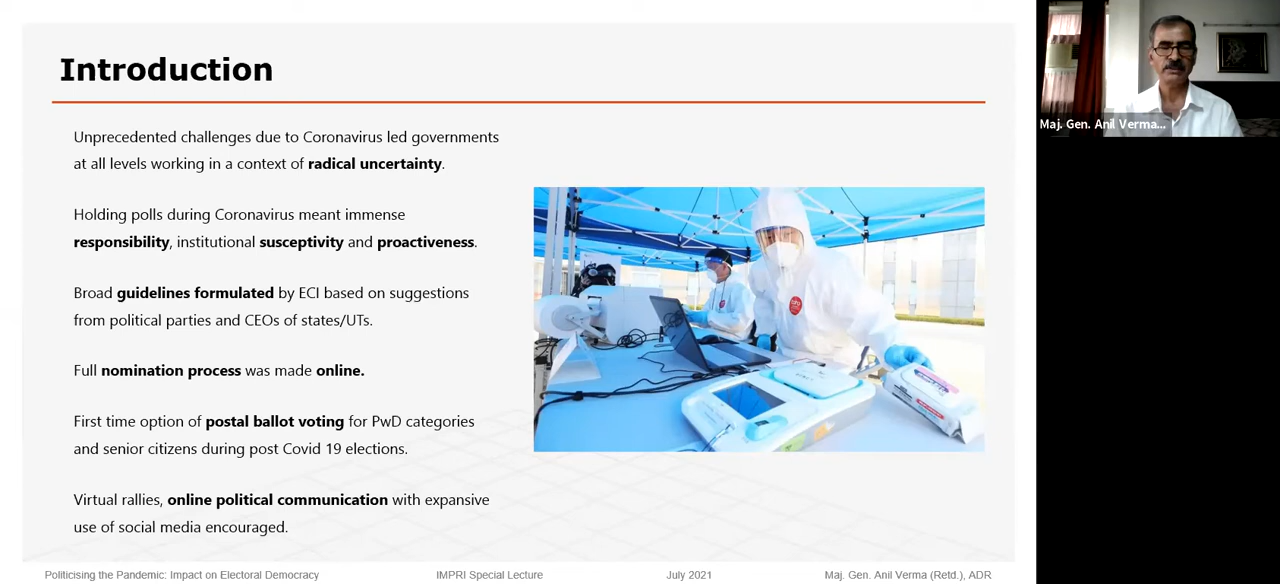 Introduction
Unprecedented challenges due to Coronavirus led governments
at all levels working in a context of radical uncertainty.
Holding polls during Coronavirus meant immense
responsibility, institutional susceptivity and proactiveness.
Broad guidelines formulated by ECI based on suggestions
from political parties and CEOs of states/UTs.
Full nomination process was made online.
First time option of postal ballot voting for PwD categories
and senior citizens during post Covid 19 elections.
Virtual rallies, online political communication with expansive
use of social media encouraged.
Politicising the Pandemic: Impact on Electoral Democracy
IMPRI Special Lecture
July 2021
Maj. Gen. Anil Verma (Retd.), ADR
Maj. Gen. Anil Verma...